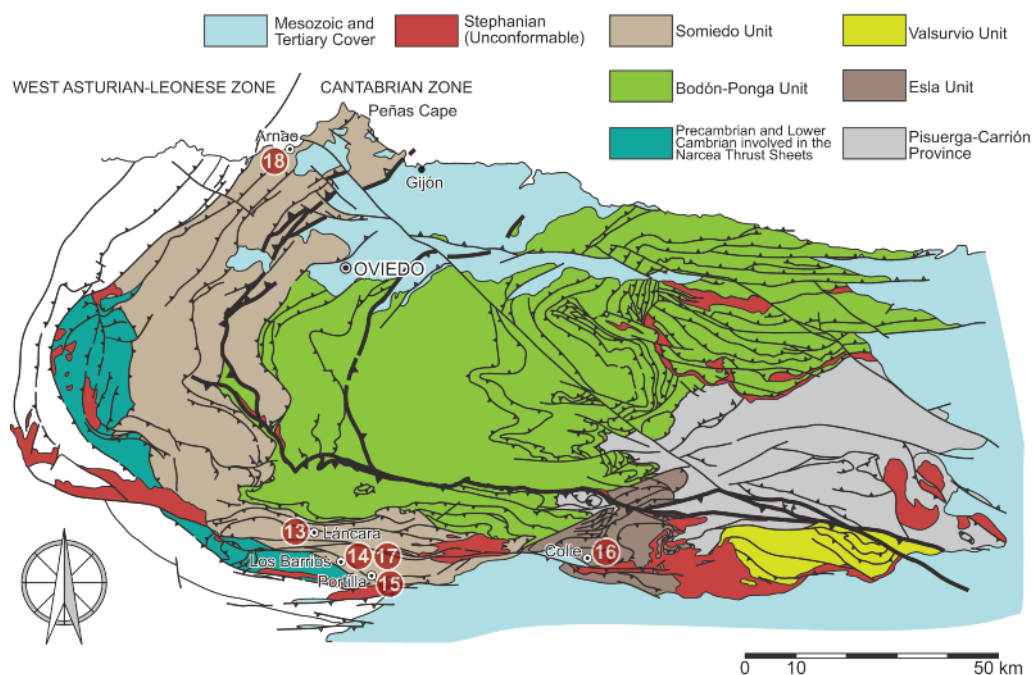 Mesozoic and
Tertiary Cover
Stephanian
(Unconformable)
Somiedo Unit
Valsurvio Unit
Bodón-Ponga Unit
Esla Unit
Precambrian and Lower
Cambrian involved in the
Narcea Thrust Sheets
Pisuerga-Carrión
Province
WEST ASTURIAN-LEONESE ZONE
CANTABRIAN ZONE
Peñas Cape
Arnao
18
Gijón
OVIEDO
13
Láncara
Los Barrios
14
17
Portilla
15
Colle
16
0
10
50 km